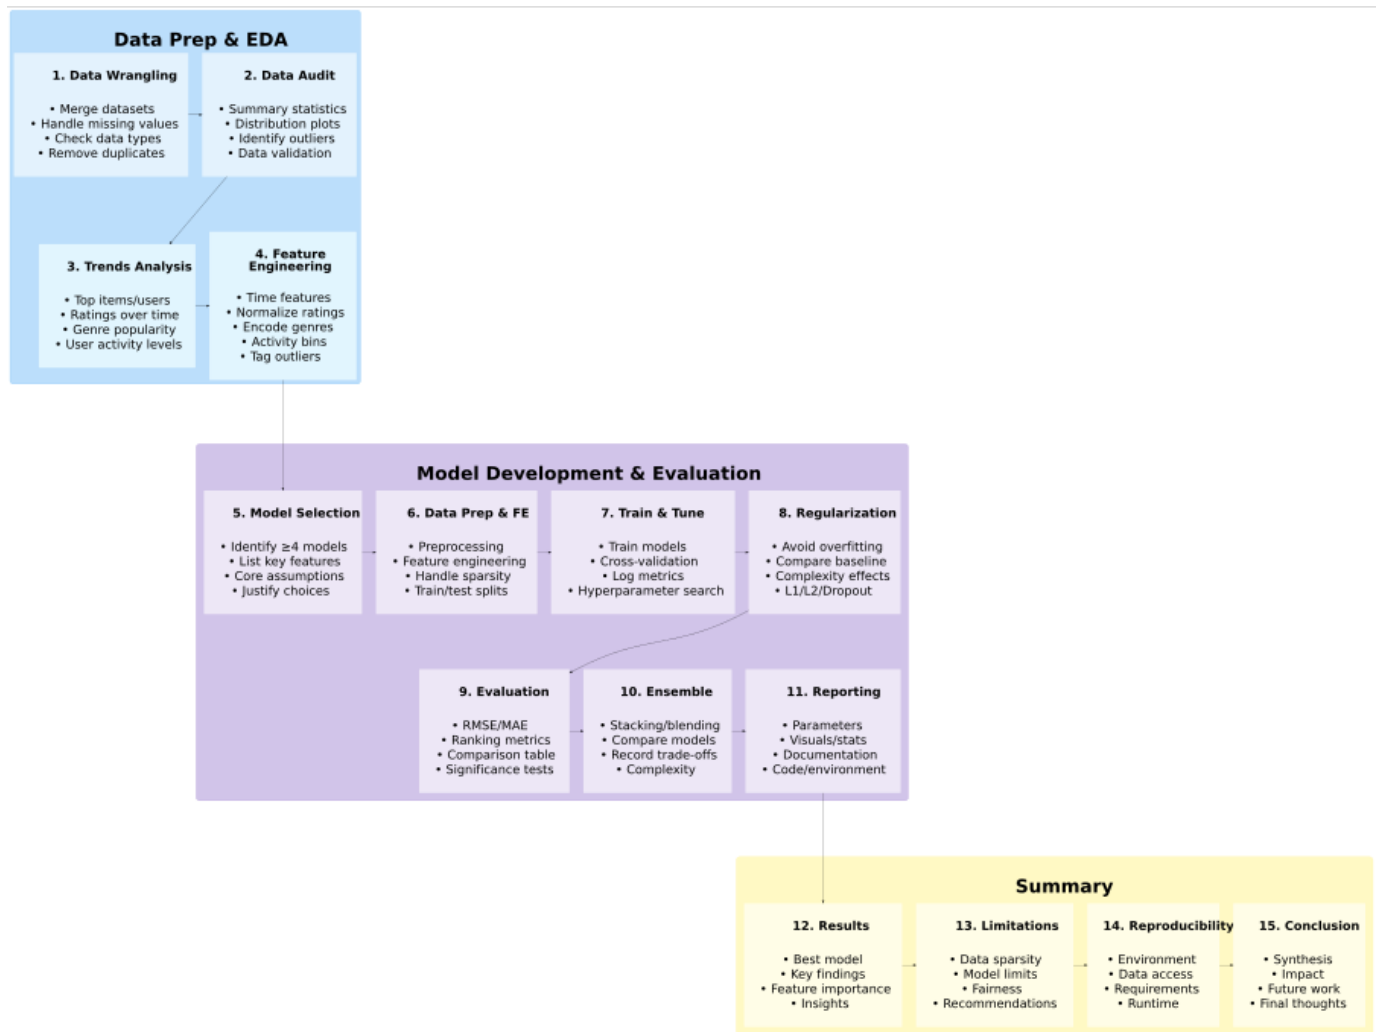 Data Prep & EDA
1. Data Wrangling
• Merge datasets
• Handle missing values
• Check data types
• Remove duplicates
2. Data Audit
• Summary statistics
• Distribution plots
• Identify outliers
• Data validation
3. Trends Analysis
• Top items/users
• Ratings over time
• Genre popularity
• User activity levels
4. Feature
Engineering
• Time features
• Normalize ratings
• Encode genres
• Activity bins
• Tag outliers
Model Development & Evaluation
5. Model Selection
• Identify ≥4 models
• List key features
• Core assumptions
• Justify choices
6. Data Prep & FE
• Preprocessing
• Feature engineering
• Handle sparsity
• Train/test splits
7. Train & Tune
• Train models
• Cross-validation
• Log metrics
• Hyperparameter search
8. Regularization
• Avoid overfitting
• Compare baseline
• Complexity effects
• L1/L2/Dropout
9. Evaluation
• RMSE/MAE
• Ranking metrics
• Comparison table
• Significance tests
10. Ensemble
• Stacking/blending
• Compare models
• Record trade-offs
• Complexity
11. Reporting
• Parameters
• Visuals/stats
• Documentation
• Code/environment
Summary
12. Results
• Best model
• Key findings
• Feature importance
• Insights
13. Limitations
• Data sparsity
• Model limits
• Fairness
• Recommendations
14. Reproducibility
• Environment
• Data access
• Requirements
• Runtime
15. Conclusion
• Synthesis
• Impact
• Future work
• Final thoughts